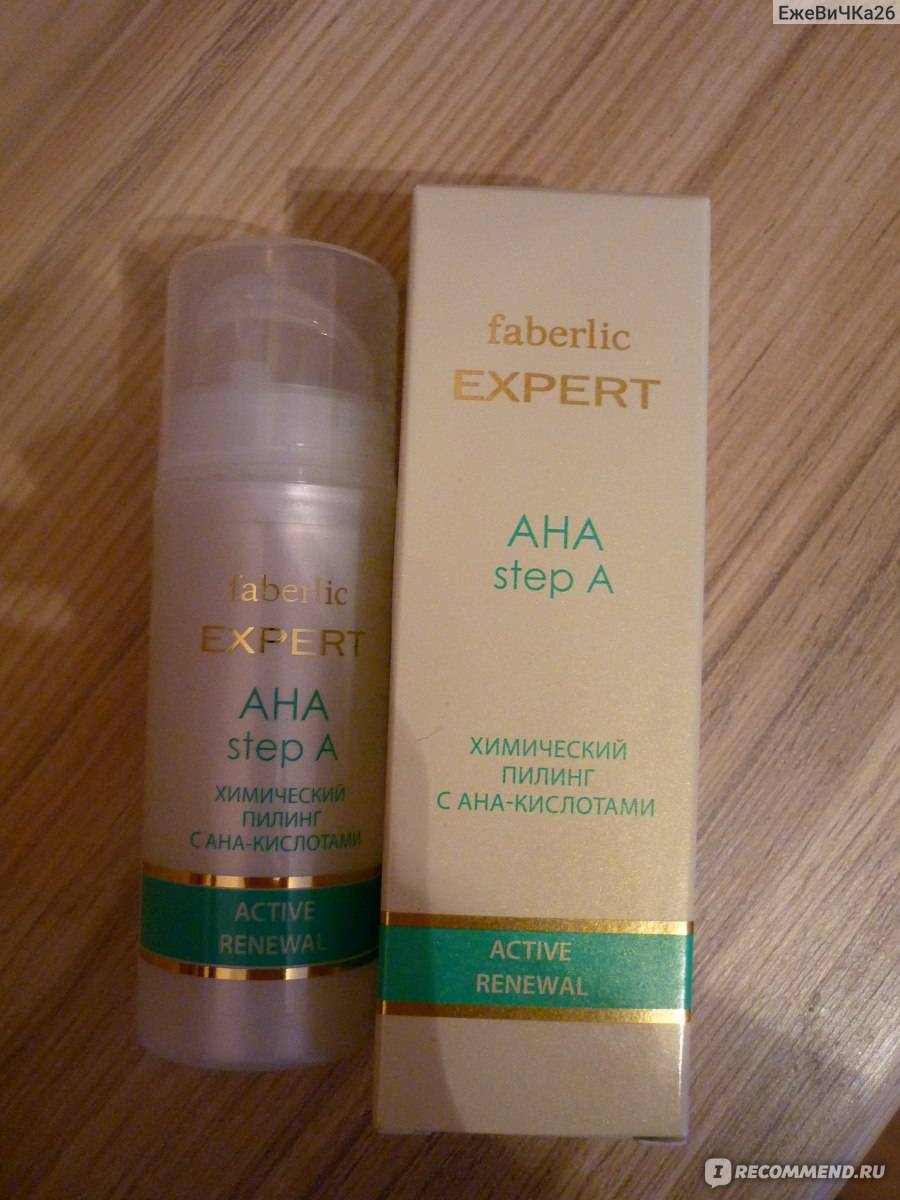 ЕжеВиЧКа26
faberlic
EXPERT
AHA
step A
ХИМИЧЕСКИЙ
ПИЛИНГ
С АНА-КИСЛОТАМИ
ACTIVE
RENEWAL
faberlic
EXPERT
AHA
step A
ХИМИЧЕСКИЙ
ПИЛИНГ
С АНА-КИСЛОТАМИ
ACTIVE
RENEWAL
I RECOMMEND.RU